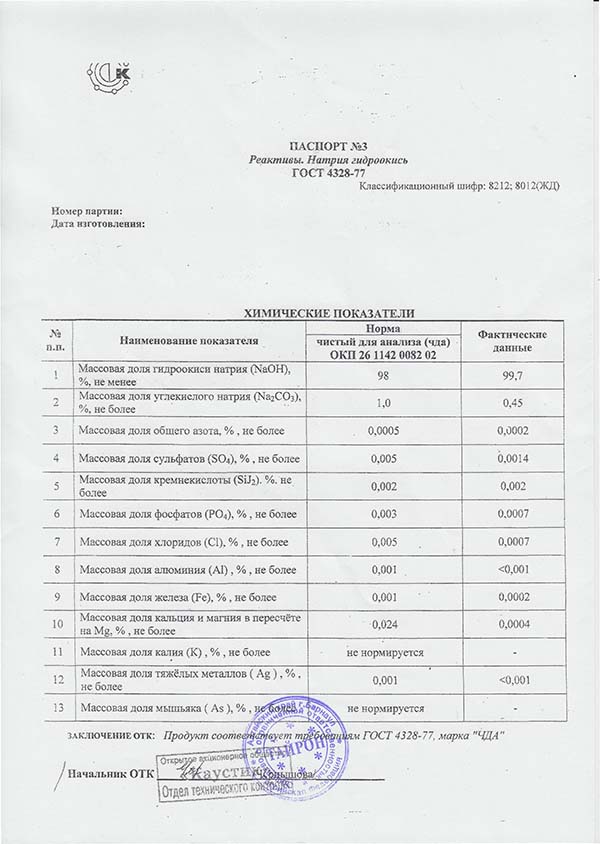 ПАСПОРТ №3
Реактивы. Натрия гидроокись
ГОСТ 4328-77
Классификационный шифр: 8212; 8012(ЖД)
Номер партии:
Дата изготовления:
ХИМИЧЕСКИЕ ПОКАЗАТЕЛИ
№ п.п. Наименование показателя Норма Фактические данные
чистый для анализа (чда)
ОКП 26 1142 0082 02
1 Массовая доля гидроокиси натрия (NaOH), %, не менее 98 99,7
2 Массовая доля углекислого натрия (Na₂CO₃), %, не более 1,0 0,45
3 Массовая доля общего азота, % , не более 0,0005 0,0002
4 Массовая доля сульфатов (SO₄), % , не более 0,005 0,0014
5 Массовая доля кремнекислоты (SiJ₂). %. не более 0,002 0,002
6 Массовая доля фосфатов (PO₄), % , не более 0,003 0,0007
7 Массовая доля хлоридов (Cl), % , не более 0,005 0,0007
8 Массовая доля алюминия (Al) , % , не более 0,001 <0,001
9 Массовая доля железа (Fe), % , не более 0,001 0,0002
10 Массовая доля кальция и магния в пересчёте на Mg, % , не более 0,024 0,0004
11 Массовая доля калия (К) , % , не более не нормируется -
12 Массовая доля тяжёлых металлов ( Ag ) , % , не более 0,001 <0,001
13 Массовая доля мышьяка ( As ), % , не более не нормируется -
ЗАКЛЮЧЕНИЕ ОТК: Продукт соответствует требованиям ГОСТ 4328-77, марка "ЧДА"
Открытое акционерной
Начальник ОТК
Каустик
Отдел технического
ТАЙРОН